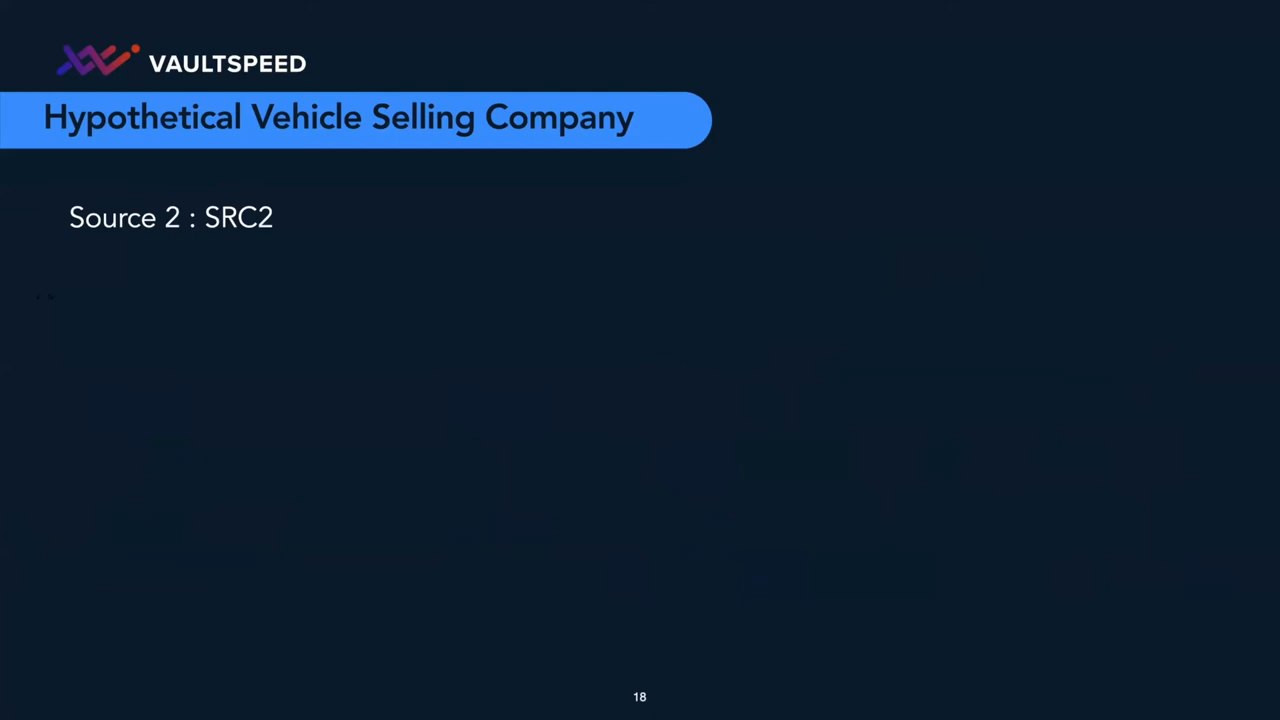 VAULTSPEED
Hypothetical Vehicle Selling Company
Source 2 : SRC2
18